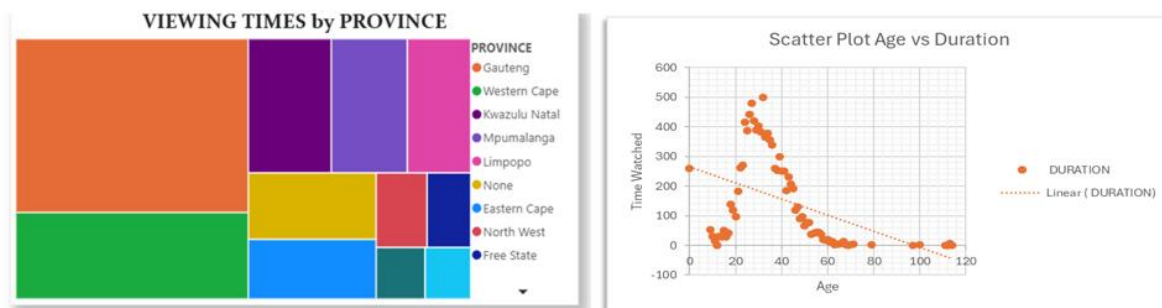 VIEWING TIMES by PROVINCE
PROVINCE
Gauteng
Western Cape
Kwazulu Natal
Mpumalanga
Limpopo
None
Eastern Cape
North West
Free State
Scatter Plot Age vs Duration
600
500
400
300
200
100
0
-100
Time Watched
0 20 40 60 80 100 120
Age
DURATION
Linear ( DURATION)